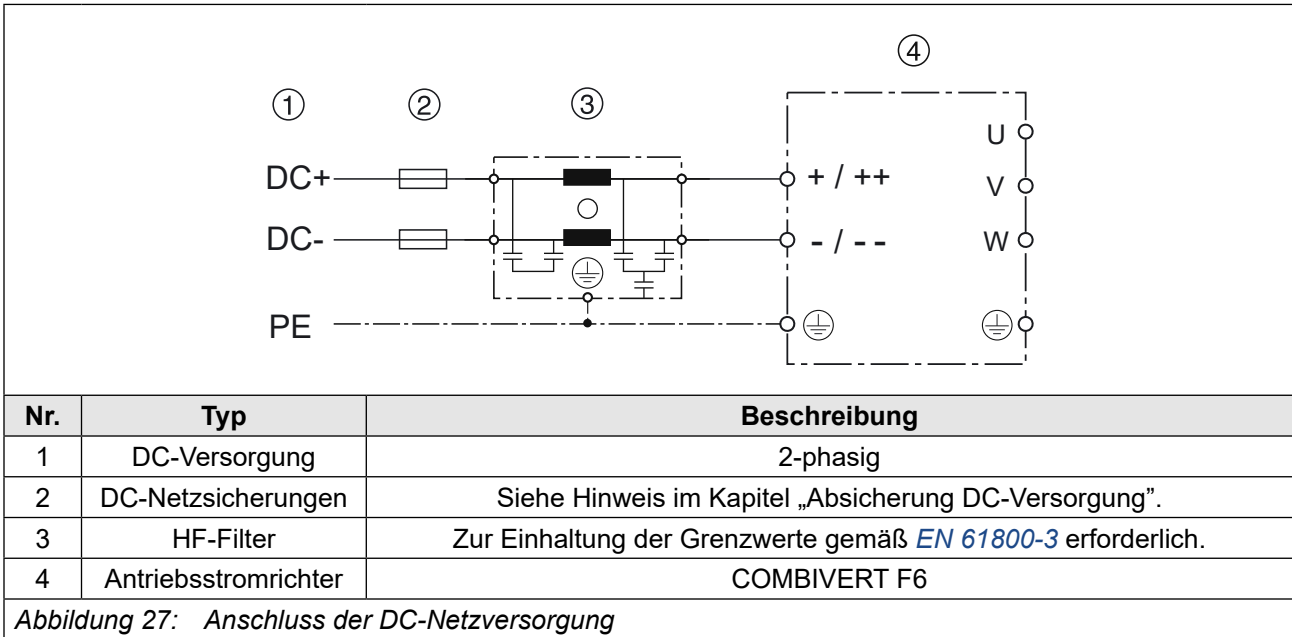 ④
① ② ③
U
DC+ + / ++ V
DC- - / -- W
PE
Nr. Typ Beschreibung
1 DC-Versorgung 2-phasig
2 DC-Netzsicherungen Siehe Hinweis im Kapitel „Absicherung DC-Versorgung”.
3 HF-Filter Zur Einhaltung der Grenzwerte gemäß EN 61800-3 erforderlich.
4 Antriebsstromrichter COMBIVERT F6
Abbildung 27: Anschluss der DC-Netzversorgung